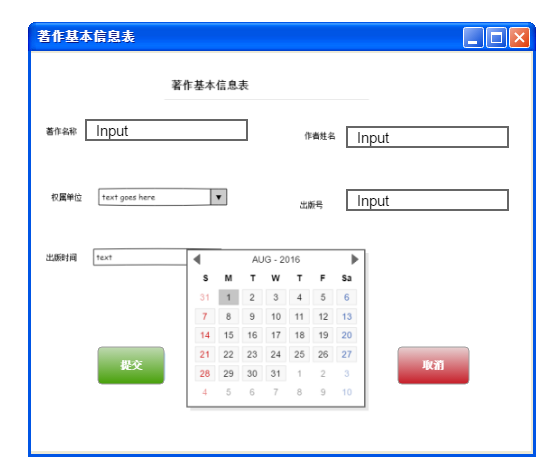 著作基本信息表
著作基本信息表
著作名称 Input
作者姓名 Input
权属单位 text goes here
出版号 Input
出版时间 text
AUG - 2016
S M T W T F Sa
31 1 2 3 4 5 6
7 8 9 10 11 12 13
14 15 16 17 18 19 20
21 22 23 24 25 26 27
28 29 30 31 1 2 3
4 5 6 7 8 9 10
提交
取消